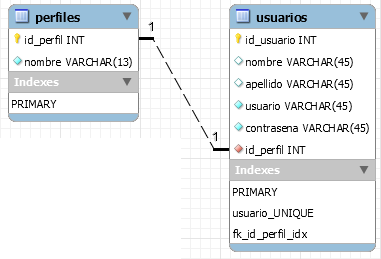 perfiles
id_perfil INT
nombre VARCHAR(13)
Indexes
PRIMARY
1
1
usuarios
id_usuario INT
nombre VARCHAR(45)
apellido VARCHAR(45)
usuario VARCHAR(45)
contrasena VARCHAR(45)
id_perfil INT
Indexes
PRIMARY
usuario_UNIQUE
fk_id_perfil_idx